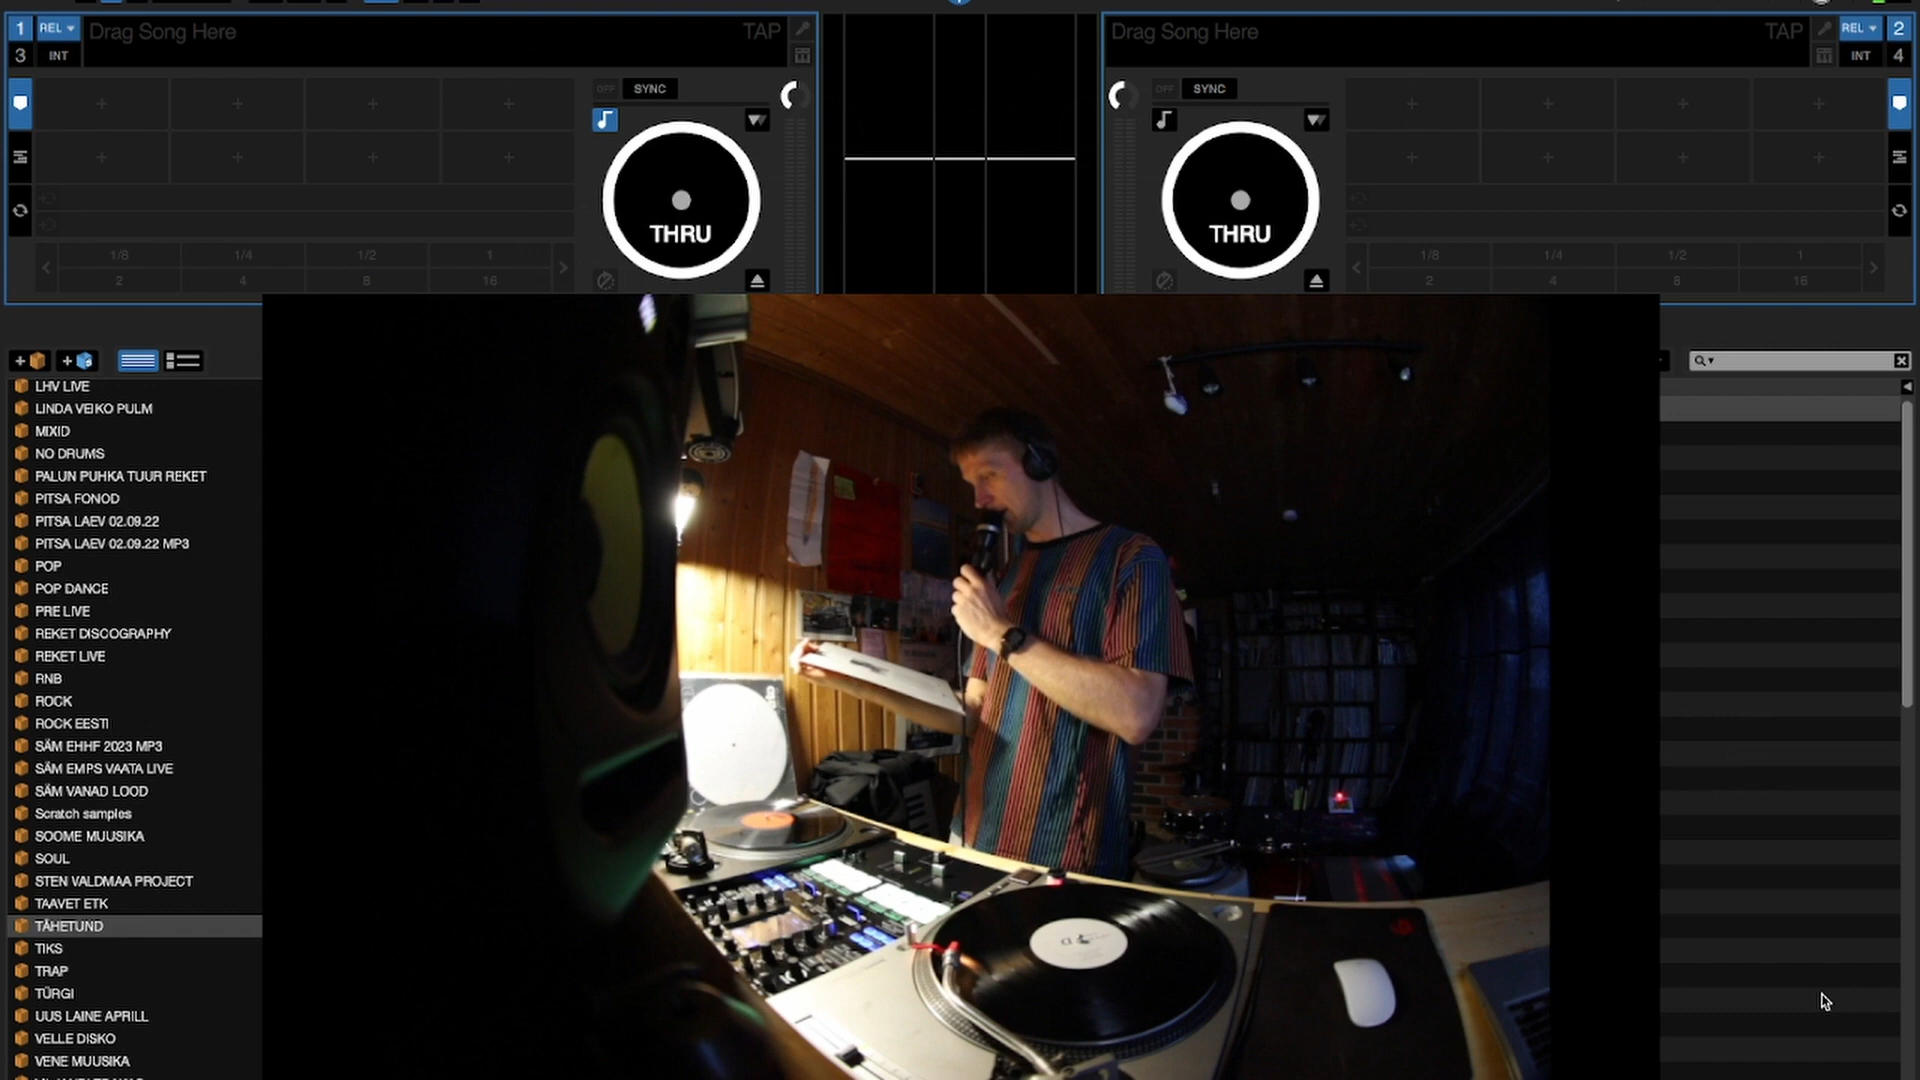 1 REL Drag Song Here TAP
3 INT
OFF SYNC
THRU
1/8 1/4 1/2 1
2 4 8 16
Drag Song Here TAP REL 2
INT 4
OFF SYNC
THRU
1/8 1/4 1/2 1
2 4 8 16
LHV LIVE
LINDA VEIKO PULM
MIXID
NO DRUMS
PALUN PUHKA TUUR REKET
PITSA FONOD
PITSA LAEV 02.09.22
PITSA LAEV 02.09.22 MP3
POP
POP DANCE
PRE LIVE
REKET DISCOGRAPHY
REKET LIVE
RNB
ROCK
ROCK EESTI
SÄM EHHF 2023 MP3
SÄM EMPS VAATA LIVE
SÄM VANAD LOOD
Scratch samples
SOOME MUUSIKA
SOUL
STEN VALDMAA PROJECT
TAAVET ETK
TÄHETUND
TIKS
TRAP
TÜRGI
UUS LAINE APRILL
VELLE DISKO
VENE MUUSIKA